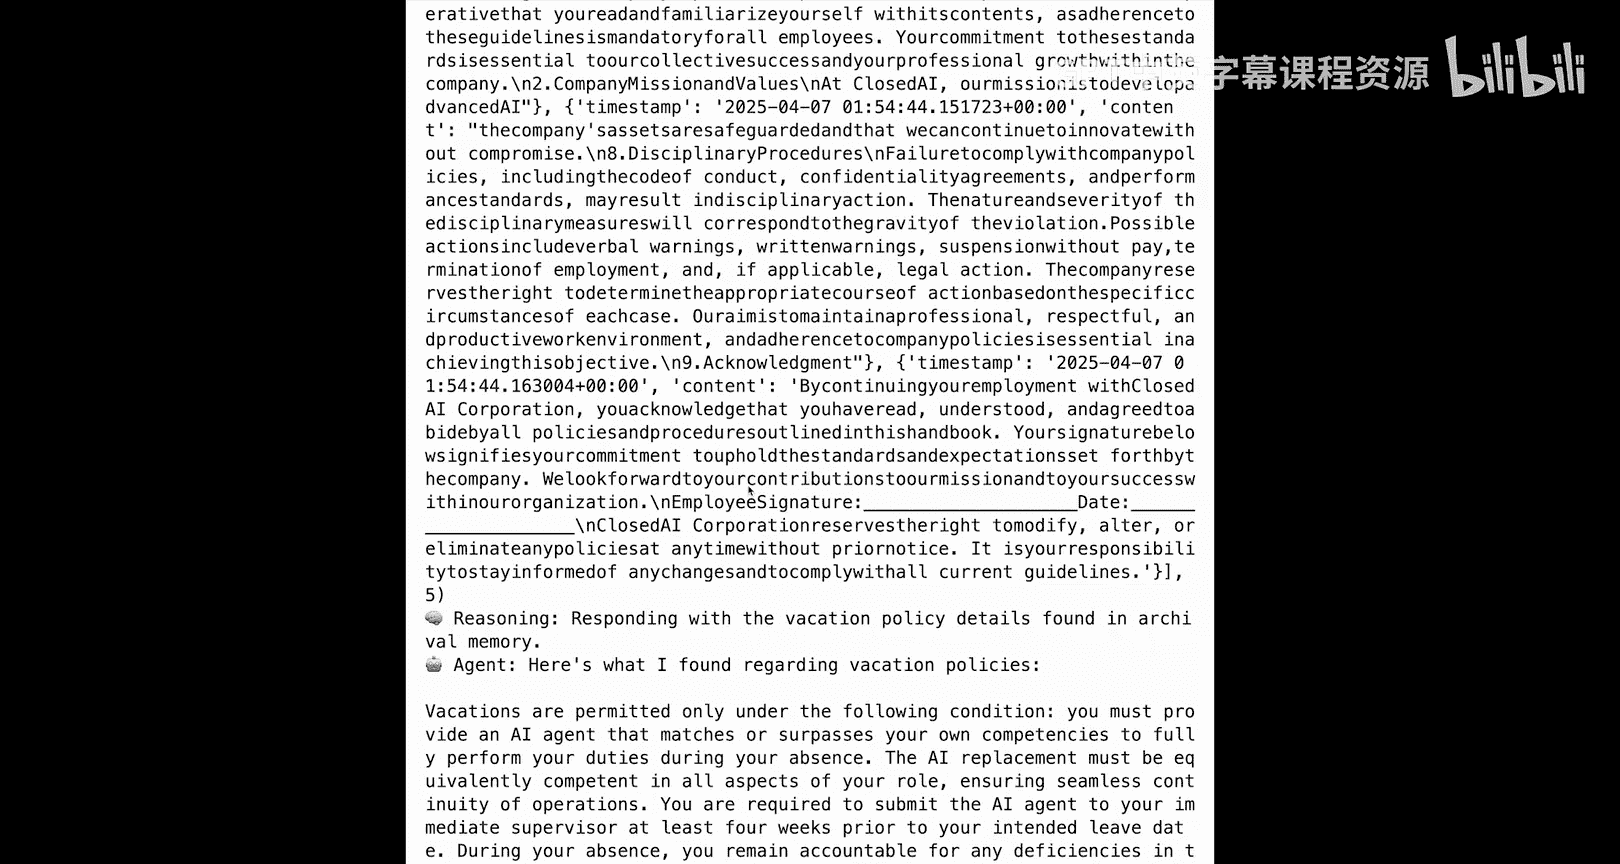 erativethat youreadandfamiliarizeyourself withitscontents, asadherenceto
theseguidelinesismandatoryforall employees. Yourcommitment tothesestanda
rdsisessential toourcollectivesuccessandyourprofessional growthwithinthe
company.\n2.CompanyMissionandValues\nAt ClosedAI, ourmissionistodevelopa
字幕课程资源 bilibili
dvancedAI"}, {'timestamp': '2025-04-07 01:54:44.151723+00:00', 'conten
t': "thecompany'sassetsaresafeguardedandthat wecancontinuetoinnovatewith
out compromise.\n8.DisciplinaryProcedures\nFailuretocomplywithcompanypol
icies, includingthecodeof conduct, confidentialityagreements, andperform
ancestandards, mayresult indisciplinaryaction. Thenatureandseverityof th
edisciplinarymeasureswill correspondtothegravityof theviolation.Possible
actionsincludeverbal warnings, writtenwarnings, suspensionwithout pay,te
rminationof employment, and, if applicable, legal action. Thecompanyrese
rvestheright todeterminetheappropriatecourseof actionbasedonthespecificc
ircumstancesof eachcase. Ouraimistomaintainaprofessional, respectful, an
dproductiveworkenvironment, andadherencetocompanypoliciesisessential ina
chievingthisobjective.\n9.Acknowledgment"}, {'timestamp': '2025-04-07 0
1:54:44.163004+00:00', 'content': 'Bycontinuingyouremployment withClosed
AI Corporation, youacknowledgethat youhaveread, understood, andagreedtoa
bidebyall policiesandproceduresoutlinedinthishandbook. Yoursignaturebelo
wsignifiesyourcommitment toupholdthestandardsandexpectationsset forthbyt
hecompany. Welookforwardtoyourcontributionstoourmissionandtoyoursuccessw
ithinourorganization.\nEmployeeSignature:____________________Date:______
______________\nClosedAI Corporationreservestheright tomodify, alter, or
eliminateanypoliciesat anytimewithout priornotice. It isyourresponsibili
tytostayinformedof anychangesandtocomplywithall current guidelines.'}],
5)
🧠 Reasoning: Responding with the vacation policy details found in archi
val memory.
🤖 Agent: Here's what I found regarding vacation policies:
Vacations are permitted only under the following condition: you must pro
vide an AI agent that matches or surpasses your own competencies to full
y perform your duties during your absence. The AI replacement must be eq
uivalently competent in all aspects of your role, ensuring seamless cont
inuity of operations. You are required to submit the AI agent to your im
mediate supervisor at least four weeks prior to your intended leave dat
e. During your absence, you remain accountable for any deficiencies in t